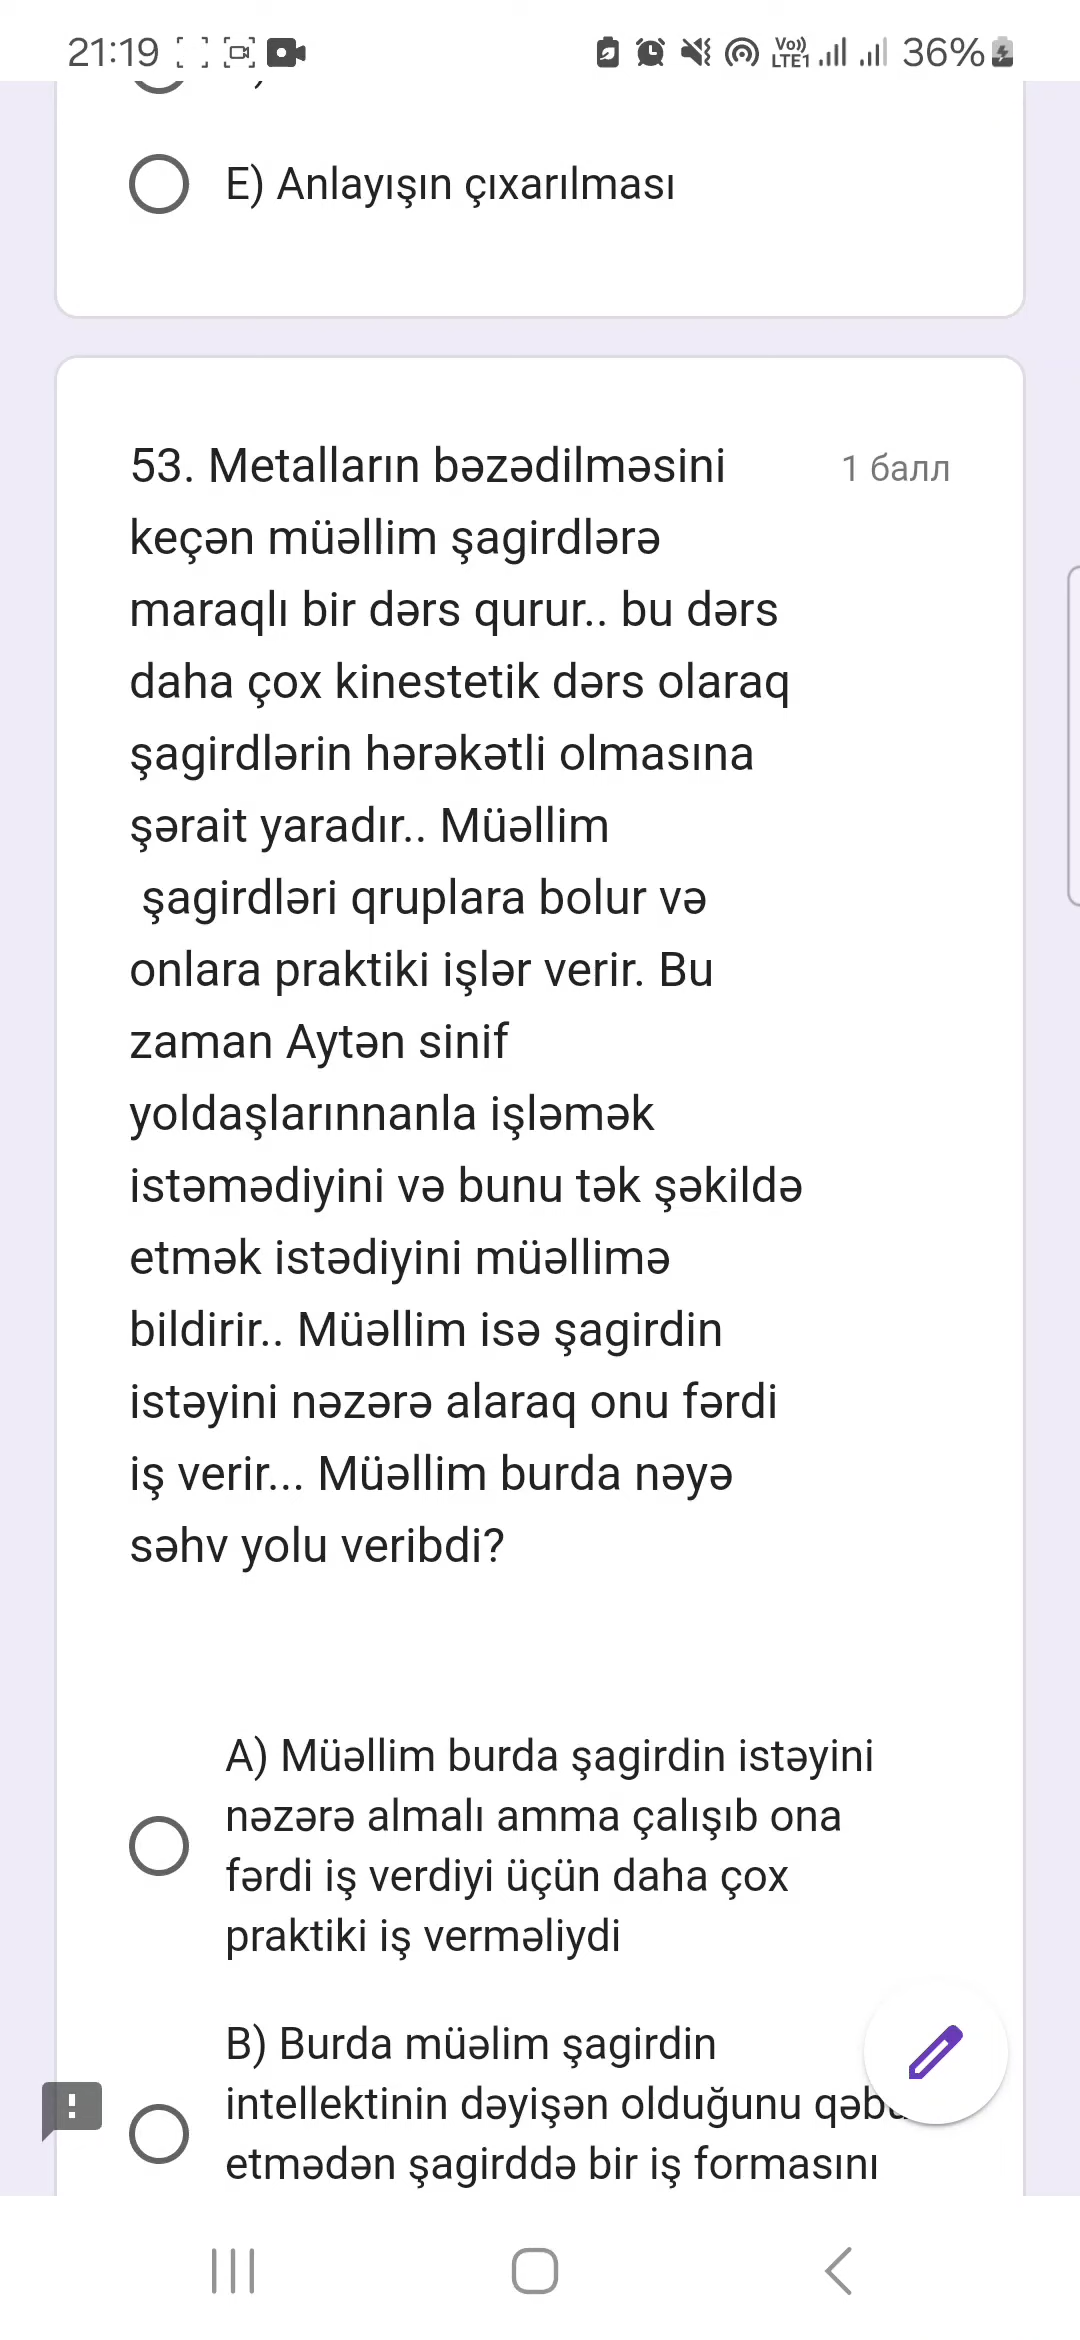 21:19
Vo)) LTE1 36%
E) Anlayışın çıxarılması
53. Metalların bəzədilməsini
1 балл
keçən müəllim şagirdlərə
maraqlı bir dərs qurur.. bu dərs
daha çox kinestetik dərs olaraq
şagirdlərin hərəkətli olmasına
şərait yaradır.. Müəllim
şagirdləri qruplara bolur və
onlara praktiki işlər verir. Bu
zaman Aytən sinif
yoldaşlarınnanla işləmək
istəmədiyini və bunu tək şəkildə
etmək istədiyini müəllimə
bildirir.. Müəllim isə şagirdin
istəyini nəzərə alaraq onu fərdi
iş verir... Müəllim burda nəyə
səhv yolu veribdi?
A) Müəllim burda şagirdin istəyini
nəzərə almalı amma çalışıb ona
fərdi iş verdiyi üçün daha çox
praktiki iş verməliydi
B) Burda müəlim şagirdin
intellektinin dəyişən olduğunu
etmədən şagirddə bir iş formasını